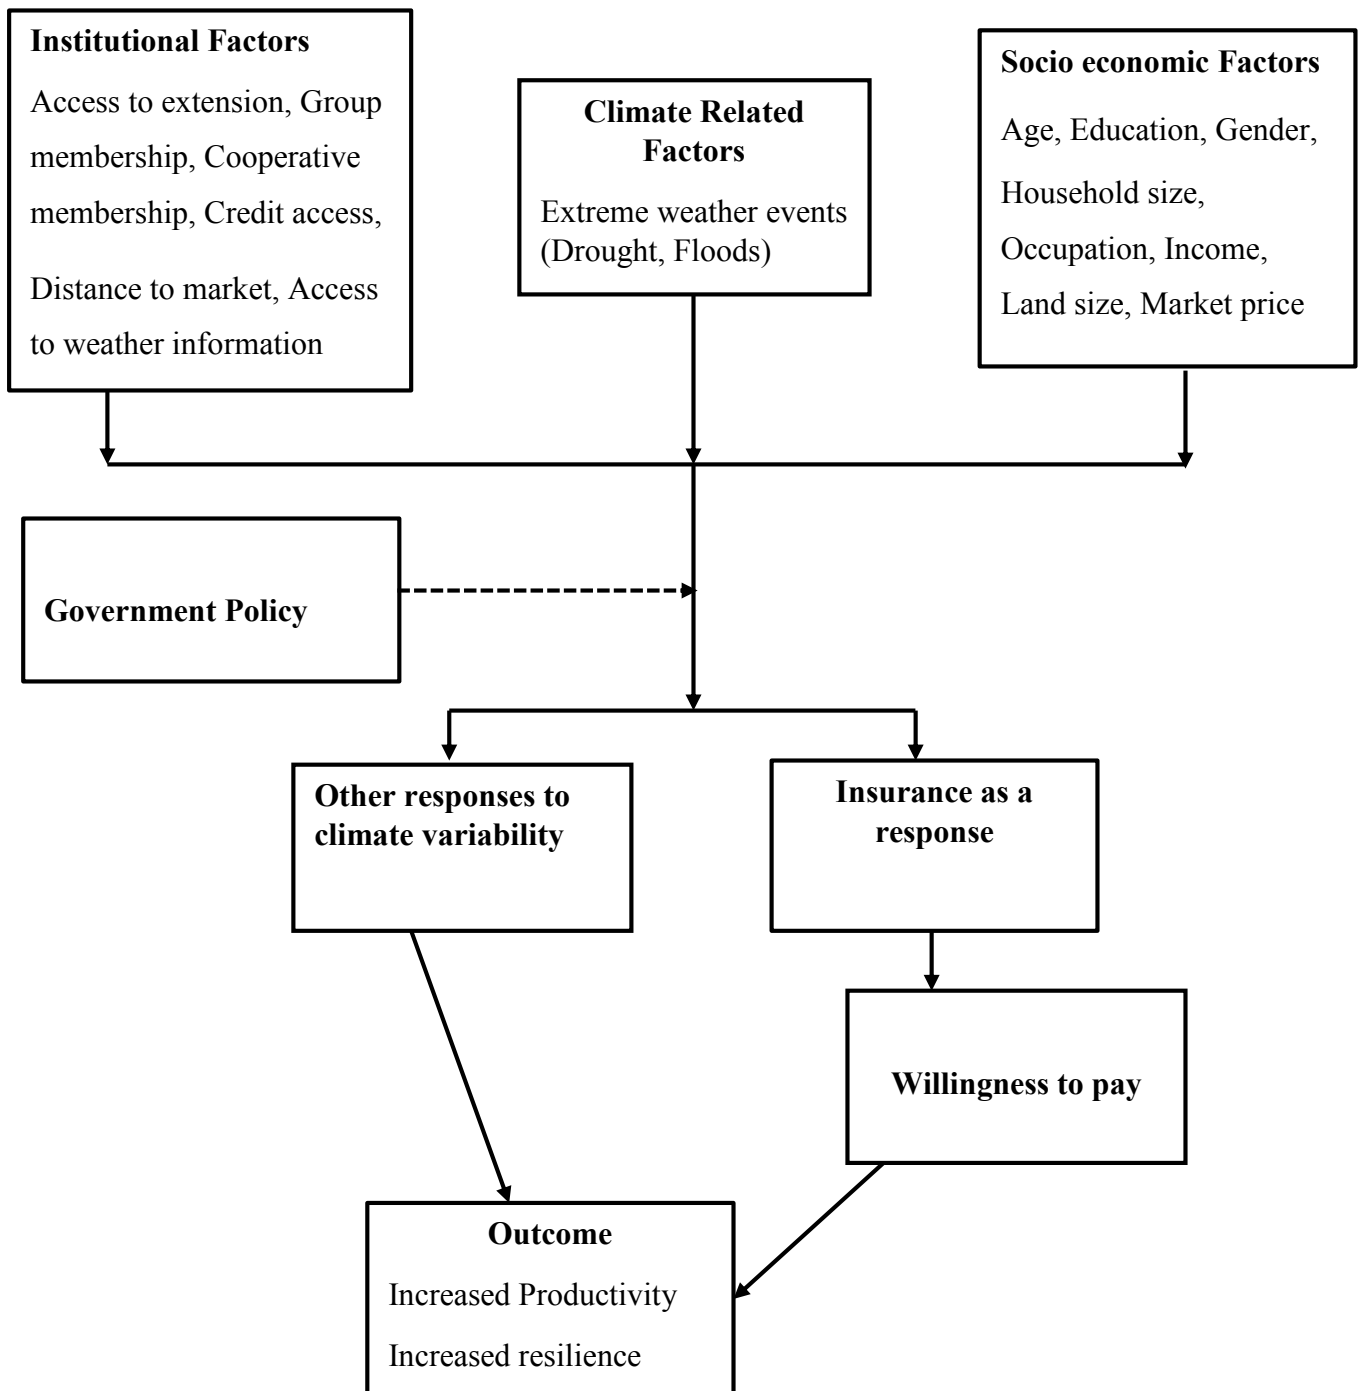 Institutional Factors
Access to extension, Group
membership, Cooperative
membership, Credit access,
Distance to market, Access
to weather information
Climate Related
Factors
Extreme weather events
(Drought, Floods)
Socio economic Factors
Age, Education, Gender,
Household size,
Occupation, Income,
Land size, Market price
Government Policy
Other responses to
climate variability
Insurance as a
response
Willingness to pay
Outcome
Increased Productivity
Increased resilience